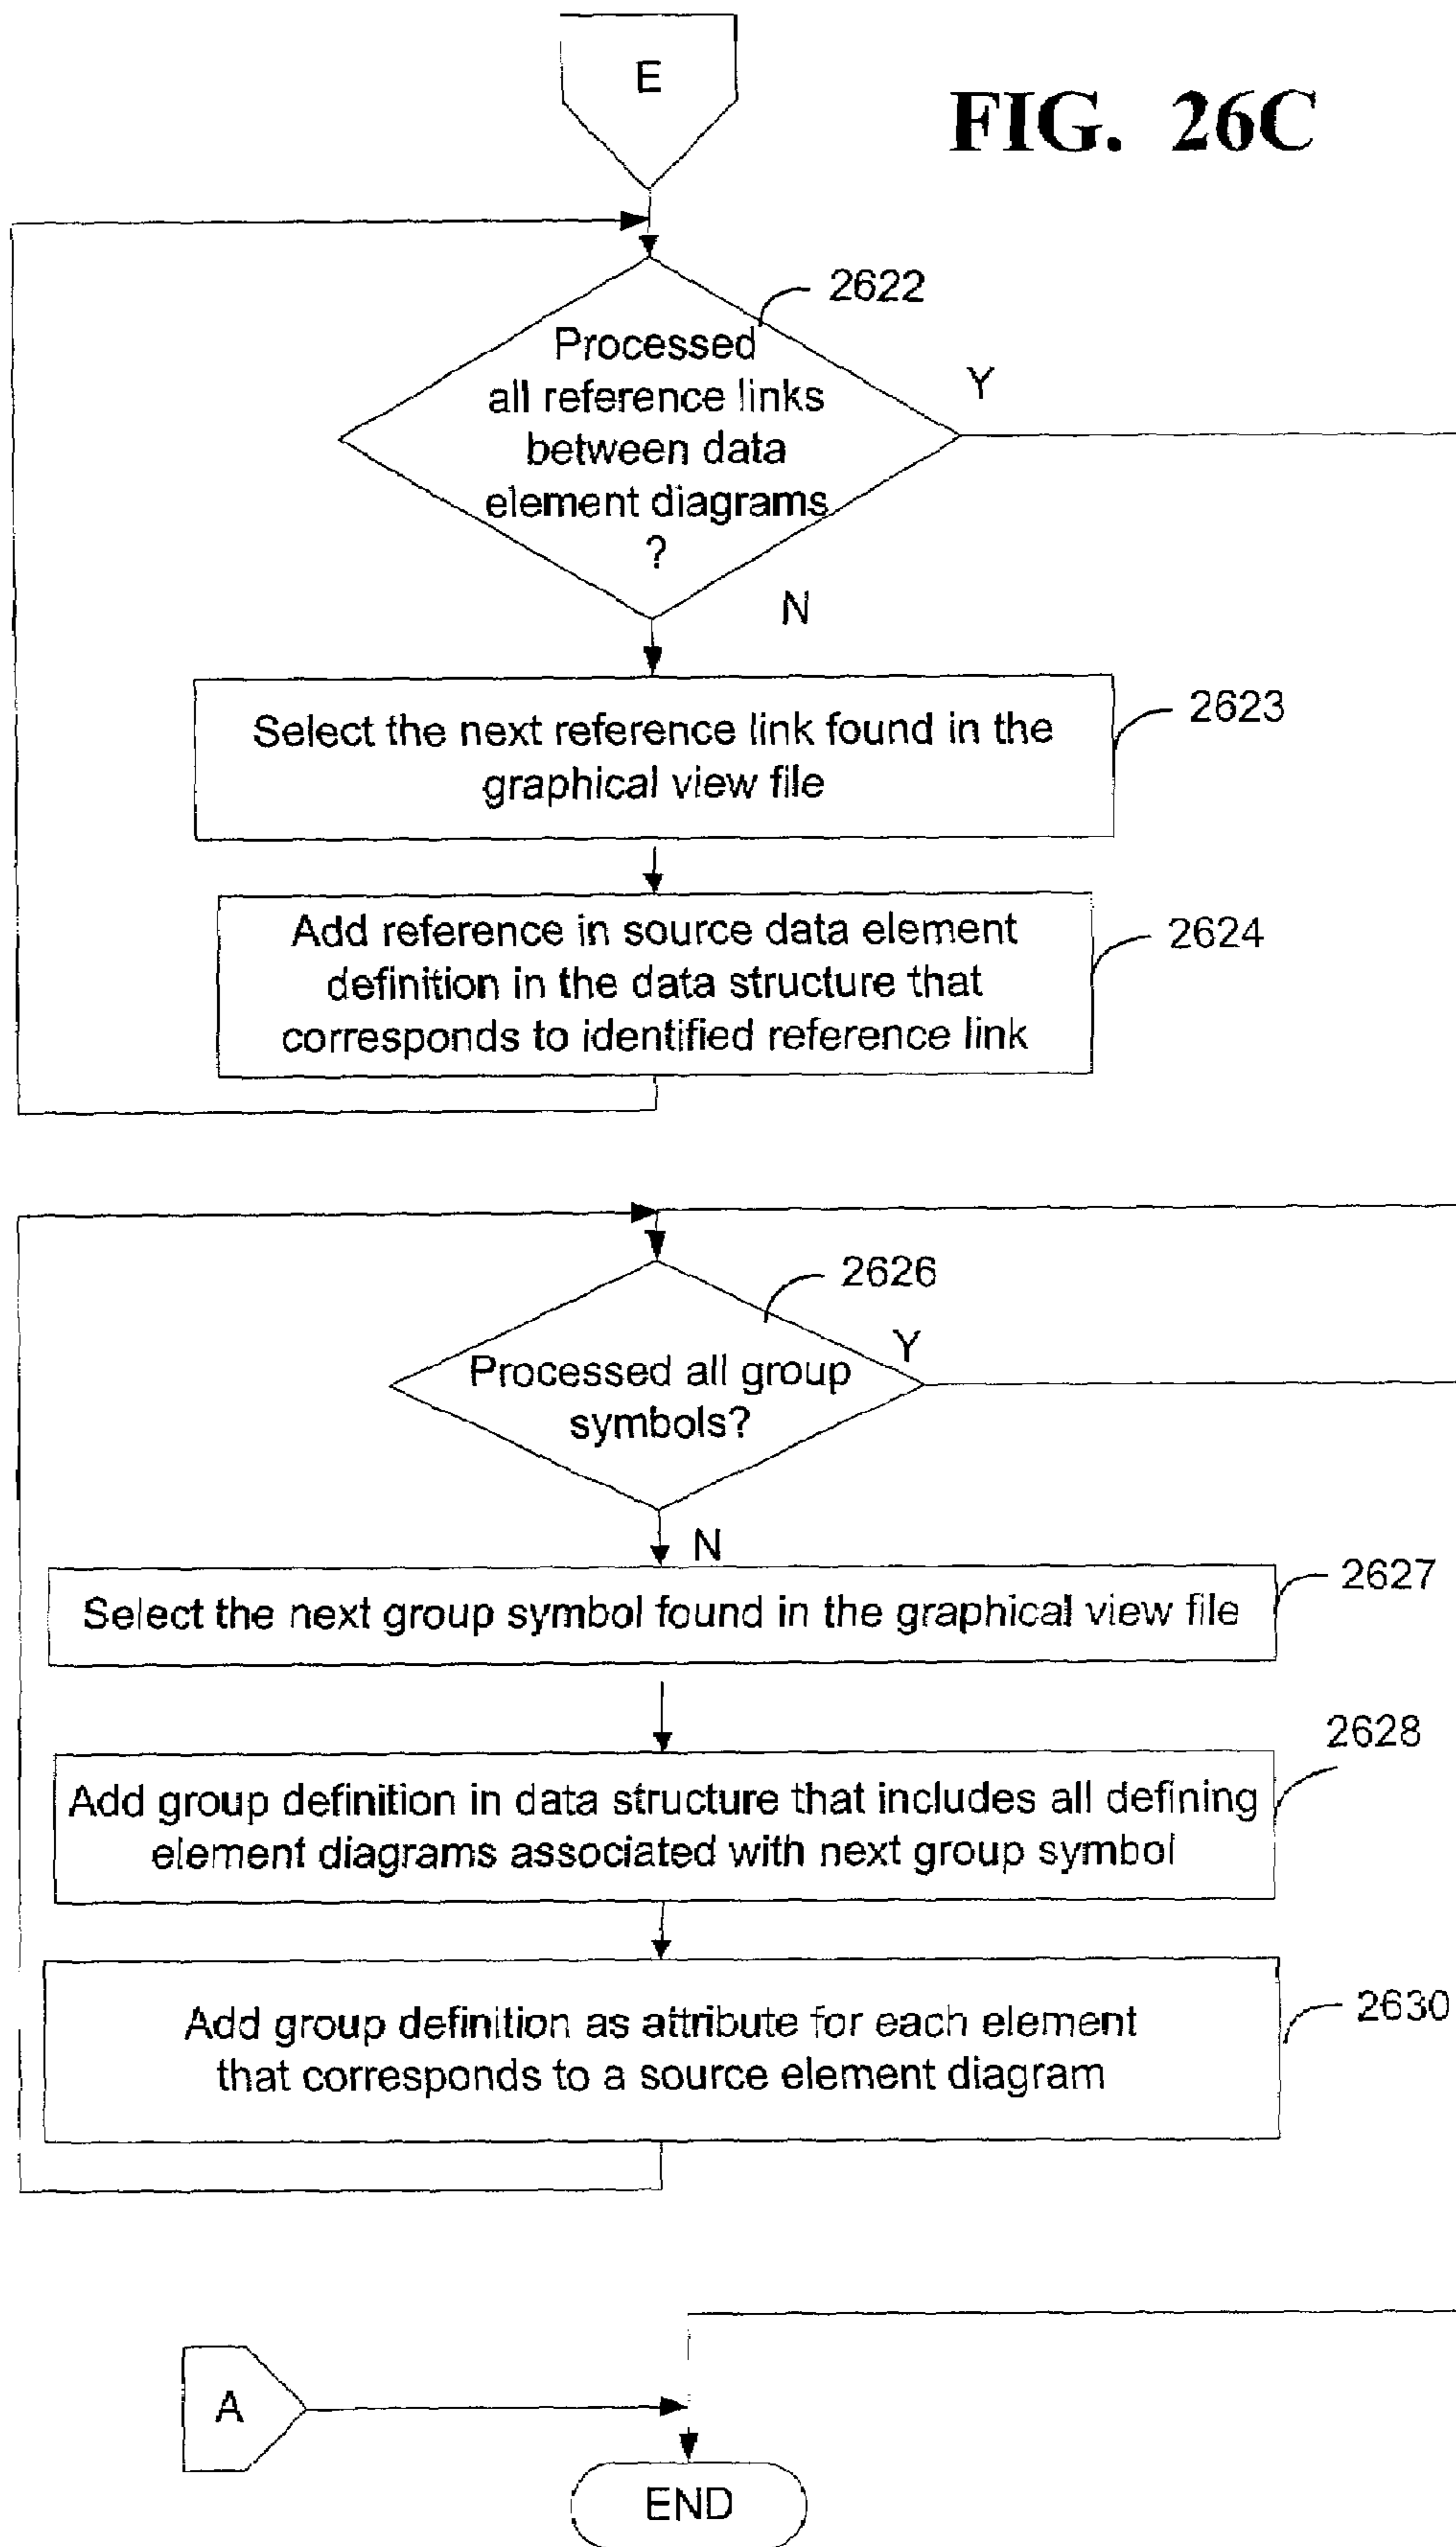 E
FIG. 26C
2622
Processed
all reference links
between data
element diagrams
?
Y
N
Select the next reference link found in the
graphical view file
2623
Add reference in source data element
definition in the data structure that
corresponds to identified reference link
2624
2626
Processed all group
symbols?
Y
N
Select the next group symbol found in the graphical view file
2627
2628
Add group definition in data structure that includes all defining
element diagrams associated with next group symbol
Add group definition as attribute for each element
that corresponds to a source element diagram
2630
A
END